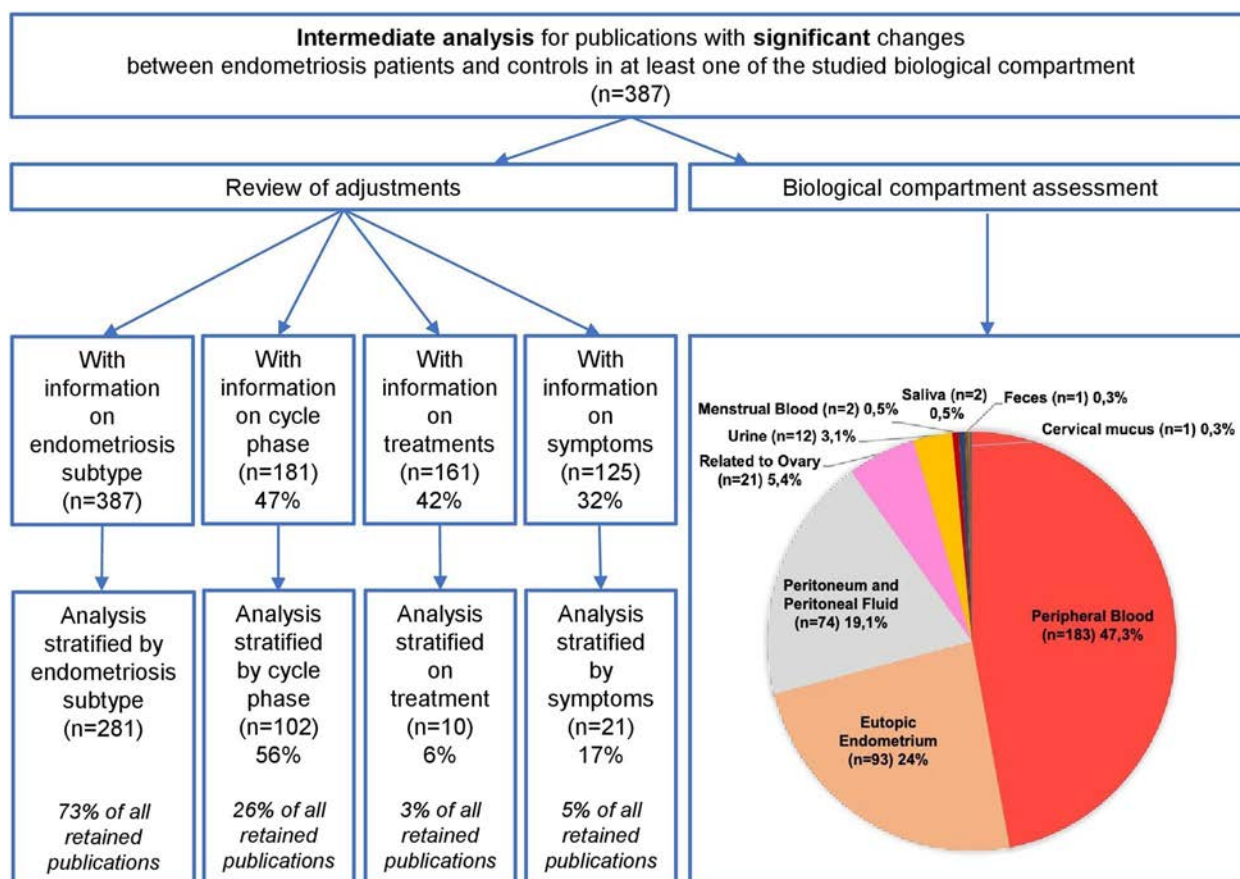 Intermediate analysis for publications with significant changes
between endometriosis patients and controls in at least one of the studied biological compartment
(n=387)
Review of adjustments
Biological compartment assessment
With
information
on
endometriosis
subtype
(n=387)
With
information
on cycle
phase
(n=181)
47%
With
information
on
treatments
(n=161)
42%
With
information
on
symptoms
(n=125)
32%
Analysis
stratified by
endometriosis
subtype
(n=281)
73% of all
retained
publications
Analysis
stratified
by cycle
phase
(n=102)
56%
26% of all
retained
publications
Analysis
stratified
on
treatment
(n=10)
6%
3% of all
retained
publications
Analysis
stratified
by
symptoms
(n=21)
17%
5% of all
retained
publications
Saliva (n=2)
0,5%
Feces (n=1) 0,3%
Menstrual Blood (n=2) 0,5%
Cervical mucus (n=1) 0,3%
Urine (n=12) 3,1%
Related to Ovary
(n=21) 5,4%
Peritoneum and
Peritoneal Fluid
(n=74) 19,1%
Peripheral Blood
(n=183) 47,3%
Eutopic
Endometrium
(n=93) 24%